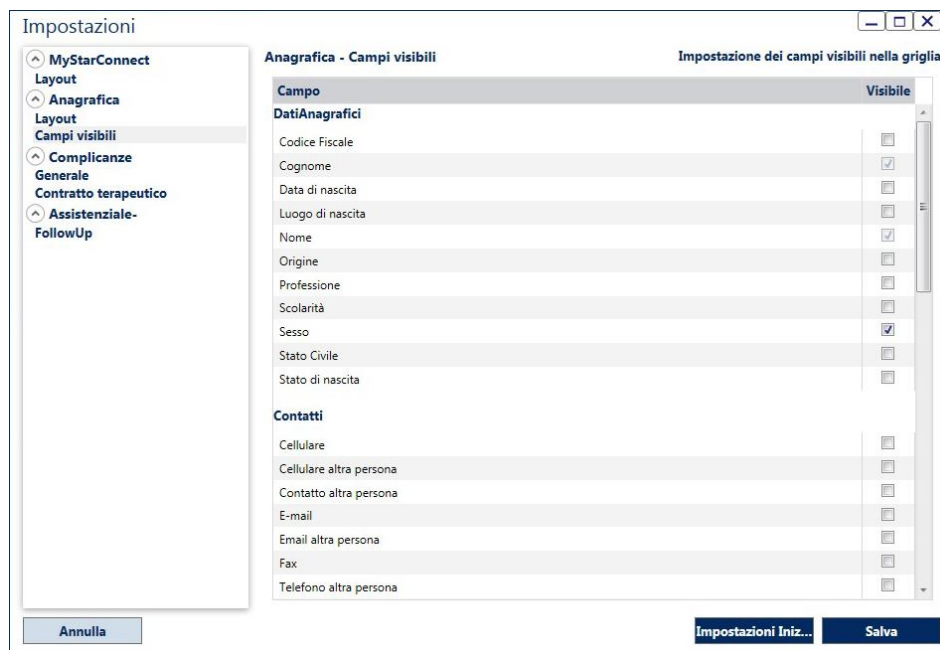 Impostazioni
MyStarConnect
Layout
Anagrafica
Layout
Campi visibili
Complicanze
Generale
Contratto terapeutico
Assistenziale-
FollowUp
Anagrafica - Campi visibili
Impostazione dei campi visibili nella griglia
Campo Visibile
DatiAnagrafici
Codice Fiscale
Cognome
Data di nascita
Luogo di nascita
Nome
Origine
Professione
Scolarità
Sesso
Stato Civile
Stato di nascita
Contatti
Cellulare
Cellulare altra persona
Contatto altra persona
E-mail
Email altra persona
Fax
Telefono altra persona
Annulla
Impostazioni Iniz...
Salva